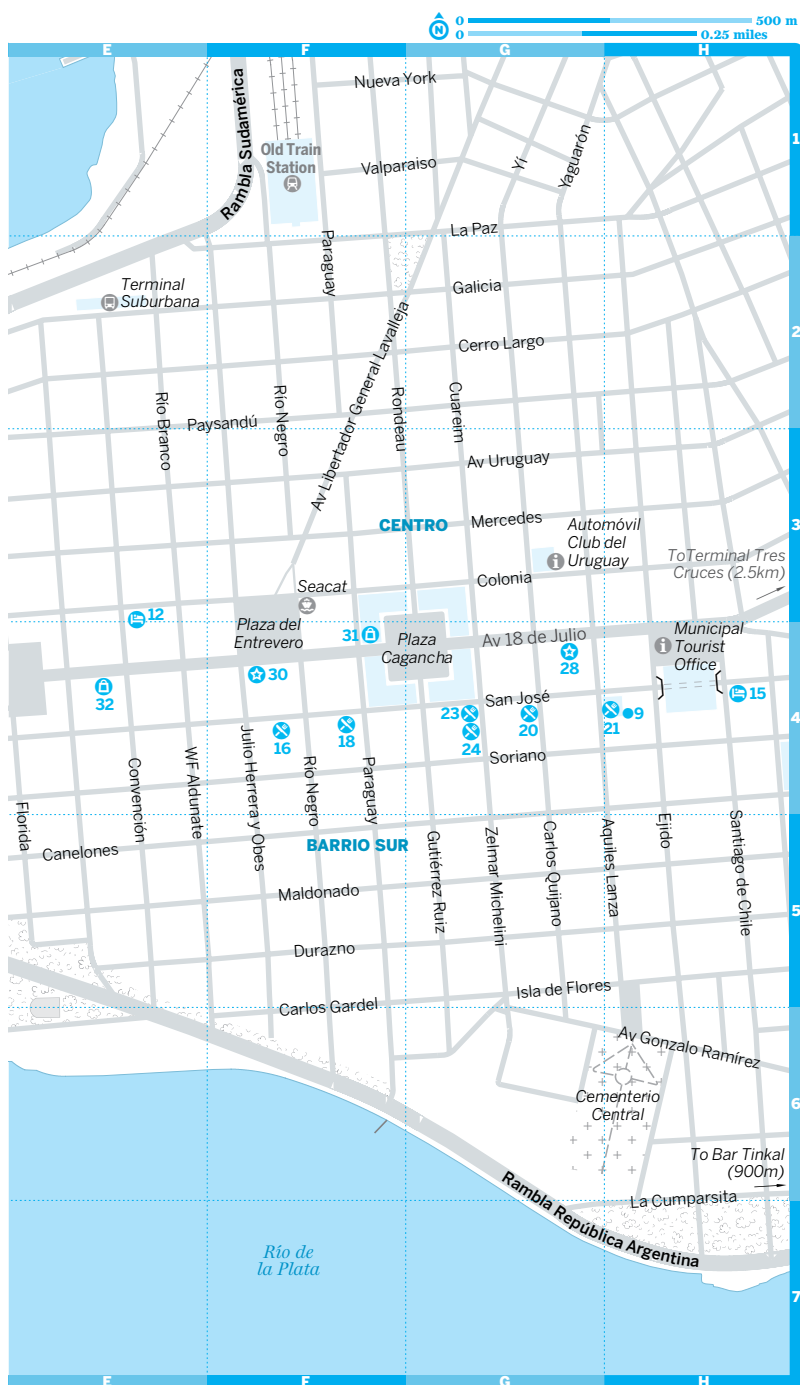 N
0
500 m
0
0.25 miles
E
F
G
H
Nueva York
Rambla Sudamérica
1
Old Train
Station
Valparaiso
Yi
Yaguarón
La Paz
Paraguay
Terminal
Suburbana
Galicia
2
Cerro Largo
Av Libertador General Lavalleja
Río Branco
Paysandú
Río Negro
Rondeau
Cuareim
Av Uruguay
CENTRO
Mercedes
3
Automóvil
Club del
Uruguay
ToTerminal Tres
Cruces (2.5km)
Colonia
Seacat
12
Plaza del
Entrevero
31
Plaza
Cagancha
Av 18 de Julio
Municipal
Tourist
Office
28
30
32
15
San José
23
20
21
9
4
16
18
24
Soriano
Florida
Convención
WF Aldunate
Julio Herrera y Obes
Río Negro
Paraguay
BARRIO SUR
Canelones
Gutiérrez Ruiz
Zelmar Michelini
Carlos Quijano
Aquiles Lanza
Ejido
Santiago de Chile
Maldonado
5
Durazno
Isla de Flores
Carlos Gardel
Av Gonzalo Ramírez
Cementerio
Central
6
To Bar Tinkal
(900m)
La Cumparsita
Rambla República Argentina
Río de
la Plata
7
E
F
G
H